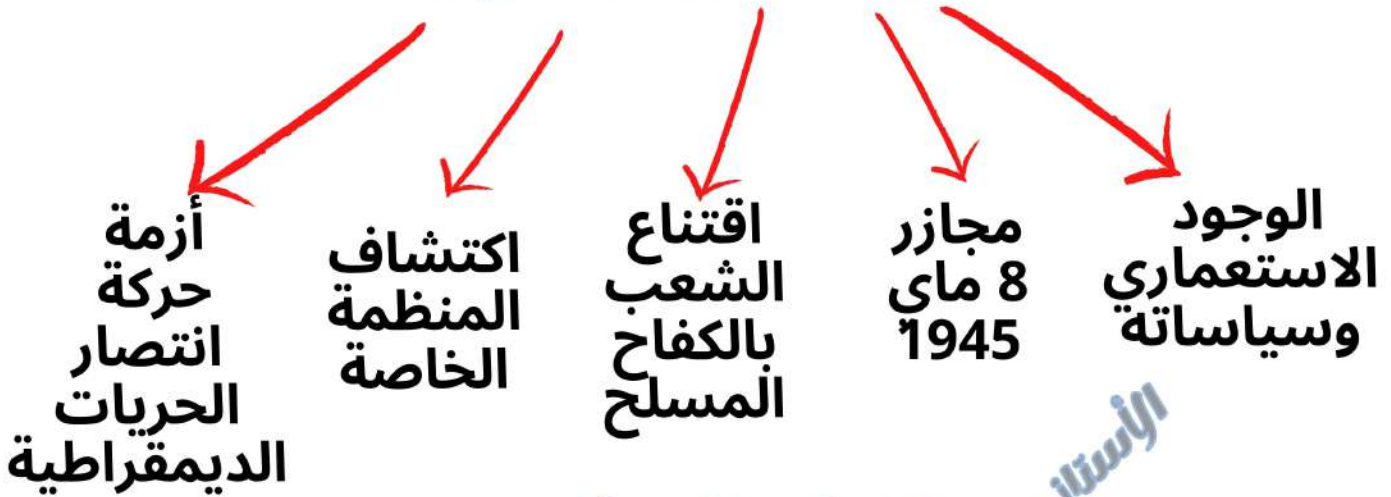 الوجود
الاستعماري
وسياساته
مجازر
8 ماي
1945
اقتناع
الشعب
بالكفاح
المسلح
اكتشاف
المنظمة
الخاصة
أزمة
حركة
انتصار
الحريات
الديمقراطية
الأستاذ